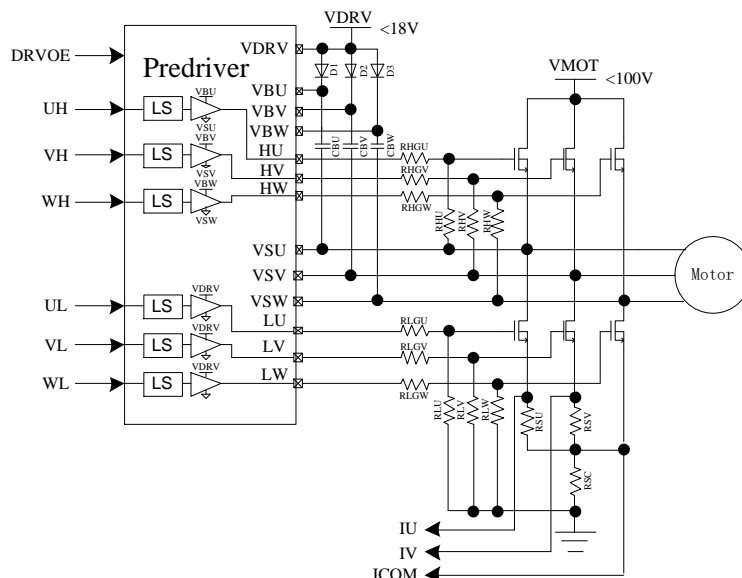 VDRV
<18V
DRVOE
VDRV
Predriver
D1
D2
D3
VMOT
<100V
VBU
VBU
UH
LS
VBV
VSU
VBW
CBU
CBV
CBW
VBV
HU
RHGU
VH
LS
HV
RHGV
VSV
VBW
HW
RHGW
WH
LS
VSW
RHU
RHV
RHW
VSU
VSV
Motor
VSW
VDRV
UL
LS
LU
RLGU
VDRV
VL
LS
LV
RLGV
VDRV
WL
LS
LW
RLGW
RLU
RLV
RLW
RSU
RSV
RSC
IU
IV
ICOM